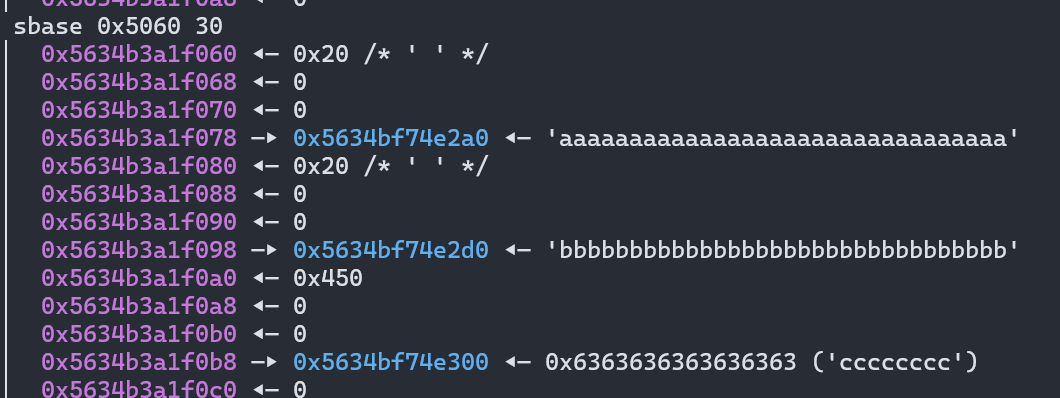 0x5634b3a1f0a8 ◂— 0
sbase 0x5060 30
0x5634b3a1f060 ◂— 0x20 /* ' ' */
0x5634b3a1f068 ◂— 0
0x5634b3a1f070 ◂— 0
0x5634b3a1f078 —▸ 0x5634bf74e2a0 ◂— 'aaaaaaaaaaaaaaaaaaaaaaaaaaaaaaaa'
0x5634b3a1f080 ◂— 0x20 /* ' ' */
0x5634b3a1f088 ◂— 0
0x5634b3a1f090 ◂— 0
0x5634b3a1f098 —▸ 0x5634bf74e2d0 ◂— 'bbbbbbbbbbbbbbbbbbbbbbbbbbbbbbbb'
0x5634b3a1f0a0 ◂— 0x450
0x5634b3a1f0a8 ◂— 0
0x5634b3a1f0b0 ◂— 0
0x5634b3a1f0b8 —▸ 0x5634bf74e300 ◂— 0x6363636363636363 ('cccccccc')
0x5634b3a1f0c0 ◂— 0